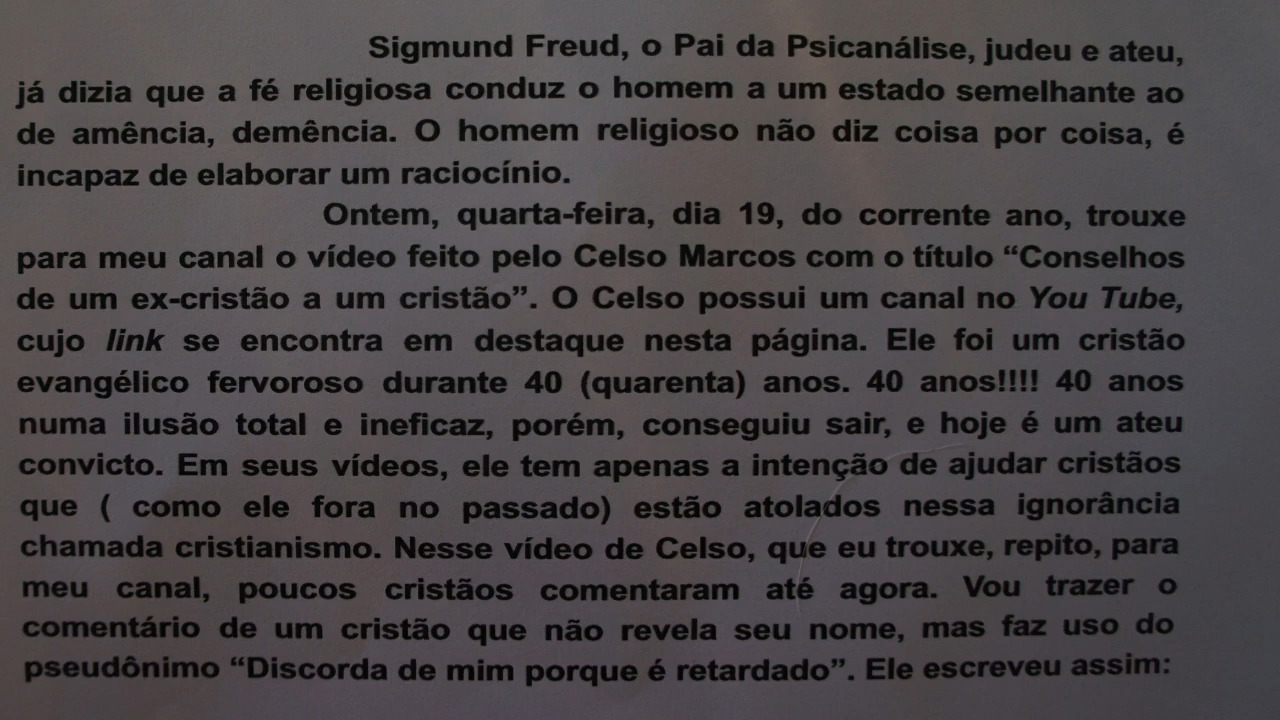 Sigmund Freud, o Pai da Psicanálise, judeu e ateu,
já dizia que a fé religiosa conduz o homem a um estado semelhante ao
de amência, demência. O homem religioso não diz coisa por coisa, é
incapaz de elaborar um raciocínio.
Ontem, quarta-feira, dia 19, do corrente ano, trouxe
para meu canal o vídeo feito pelo Celso Marcos com o título “Conselhos
de um ex-cristão a um cristão”. O Celso possui um canal no You Tube,
cujo link se encontra em destaque nesta página. Ele foi um cristão
evangélico fervoroso durante 40 (quarenta) anos. 40 anos!!!! 40 anos
numa ilusão total e ineficaz, porém, conseguiu sair, e hoje é um ateu
convicto. Em seus vídeos, ele tem apenas a intenção de ajudar cristãos
que ( como ele fora no passado) estão atolados nessa ignorância
chamada cristianismo. Nesse vídeo de Celso, que eu trouxe, repito, para
meu canal, poucos cristãos comentaram até agora. Vou trazer o
comentário de um cristão que não revela seu nome, mas faz uso do
pseudônimo “Discorda de mim porque é retardado”. Ele escreveu assim: